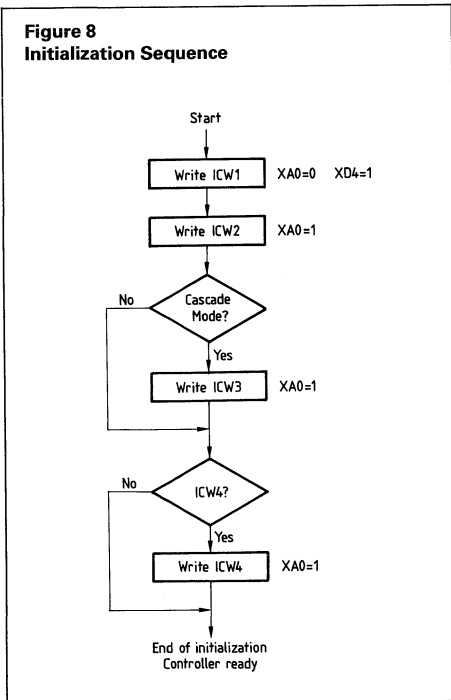 Figure 8
Initialization Sequence
Start
Write ICW1 XA0=0 XD4=1
Write ICW2 XA0=1
No
Cascade
Mode?
Yes
Write ICW3 XA0=1
No
ICW4?
Yes
Write ICW4 XA0=1
End of initialization
Controller ready